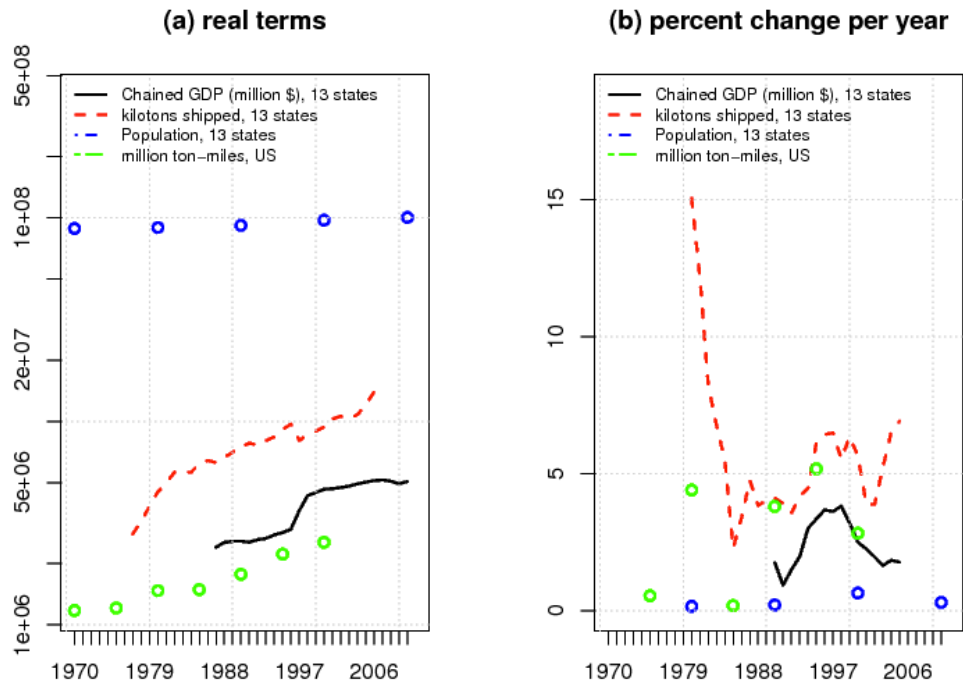 (a) real terms
5e+08
1e+08
2e+07
5e+06
1e+06
Chained GDP (million $), 13 states
kilotons shipped, 13 states
Population, 13 states
million ton−miles, US
1970 1979 1988 1997 2006
(b) percent change per year
15
10
5
0
Chained GDP (million $), 13 states
kilotons shipped, 13 states
Population, 13 states
million ton−miles, US
1970 1979 1988 1997 2006